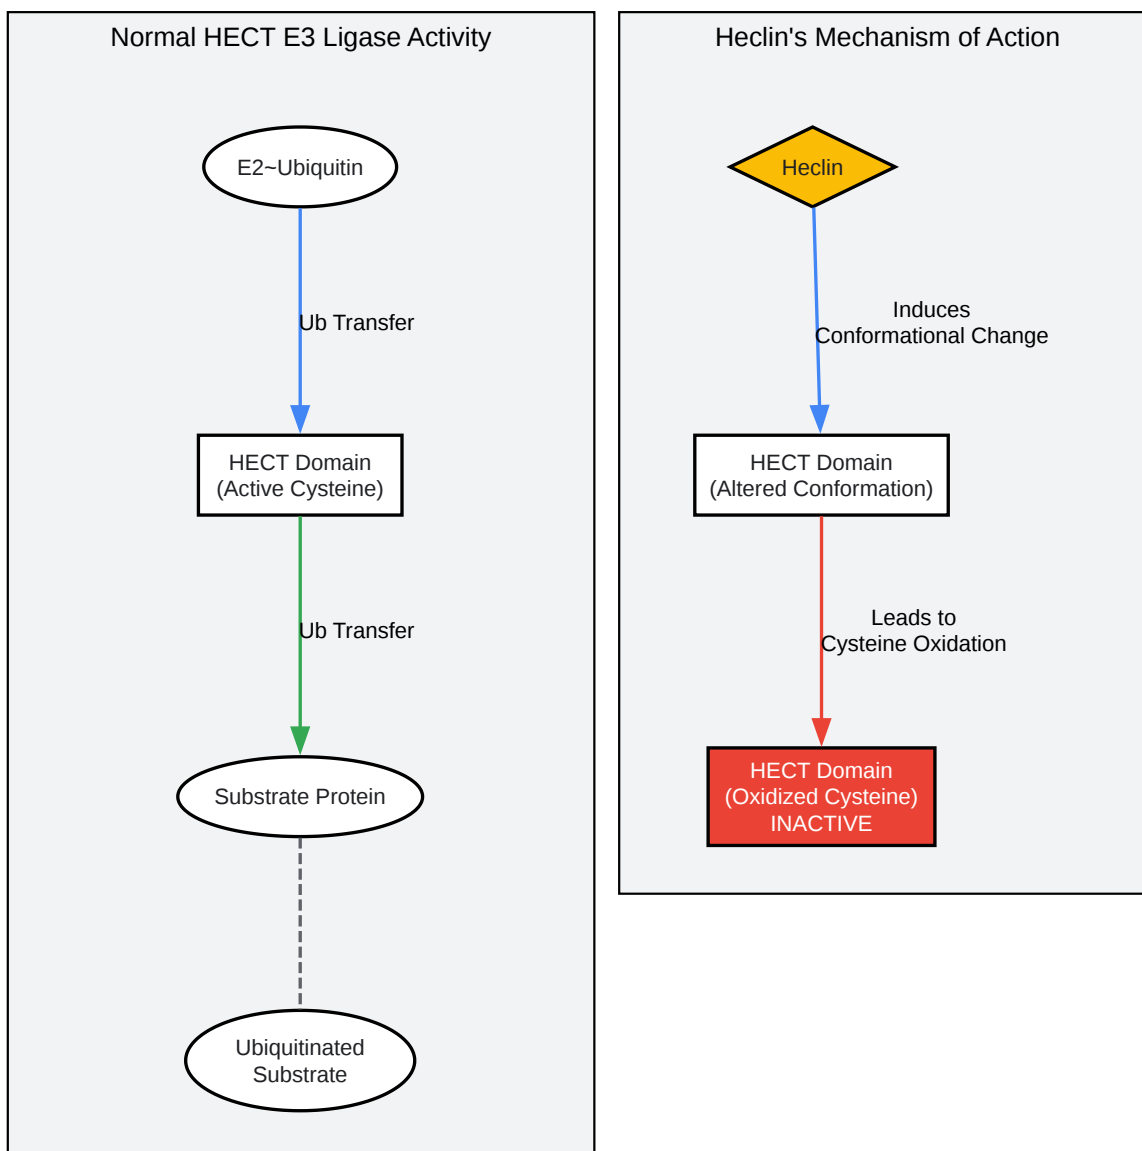 Normal HECT E3 Ligase Activity
E2~Ubiquitin
Ub Transfer
HECT Domain
(Active Cysteine)
Ub Transfer
Substrate Protein
Ubiquitinated
Substrate
Heclin's Mechanism of Action
Heclin
Induces
Conformational Change
HECT Domain
(Altered Conformation)
Leads to
Cysteine Oxidation
HECT Domain
(Oxidized Cysteine)
INACTIVE